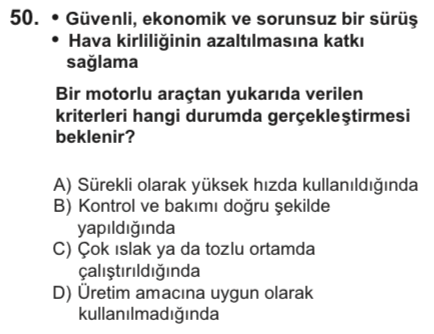 50. • Güvenli, ekonomik ve sorunsuz bir sürüş
• Hava kirliliğinin azaltılmasına katkı
sağlama
Bir motorlu araçtan yukarıda verilen
kriterleri hangi durumda gerçekleştirmesi
beklenir?
A) Sürekli olarak yüksek hızda kullanıldığında
B) Kontrol ve bakımı doğru şekilde
yapıldığında
C) Çok ıslak ya da tozlu ortamda
çalıştırıldığında
D) Üretim amacına uygun olarak
kullanılmadığında